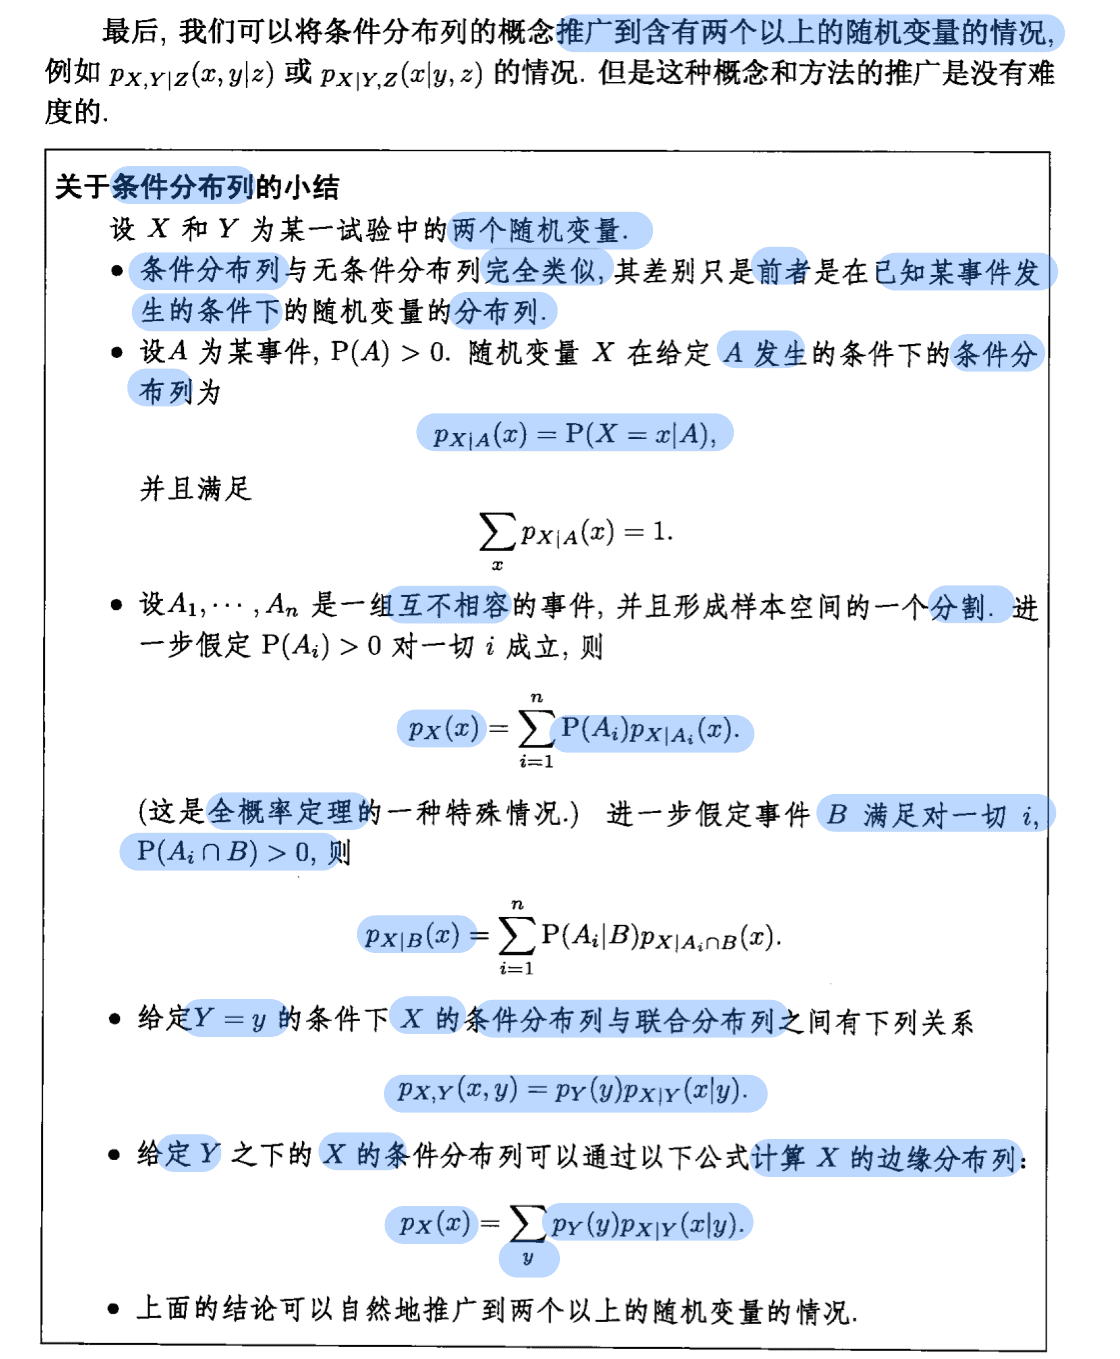 最后, 我们可以将条件分布列的概念推广到含有两个以上的随机变量的情况,
例如 p_{X,Y|Z}(x, y|z) 或 p_{X|Y,Z}(x|y, z) 的情况. 但是这种概念和方法的推广是没有难
度的.
关于条件分布列的小结
设 X 和 Y 为某一试验中的两个随机变量.
• 条件分布列与无条件分布列完全类似, 其差别只是前者是在已知某事件发
生的条件下的随机变量的分布列.
• 设A 为某事件, P(A) > 0. 随机变量 X 在给定 A 发生的条件下的条件分
布列为
p_{X|A}(x) = P(X = x|A),
并且满足
∑_x p_{X|A}(x) = 1.
• 设A_1, ⋯ , A_n 是一组互不相容的事件, 并且形成样本空间的一个分割. 进
一步假定 P(A_i) > 0 对一切 i 成立, 则
p_X(x) = ∑_{i=1}^{n} P(A_i)p_{X|A_i}(x).
(这是全概率定理的一种特殊情况.) 进一步假定事件 B 满足对一切 i,
P(A_i ∩ B) > 0, 则
p_{X|B}(x) = ∑_{i=1}^{n} P(A_i|B)p_{X|A_i∩B}(x).
• 给定Y = y 的条件下 X 的条件分布列与联合分布列之间有下列关系
p_{X,Y}(x, y) = p_Y(y)p_{X|Y}(x|y).
• 给定 Y 之下的 X 的条件分布列可以通过以下公式计算 X 的边缘分布列:
p_X(x) = ∑_y p_Y(y)p_{X|Y}(x|y).
• 上面的结论可以自然地推广到两个以上的随机变量的情况.